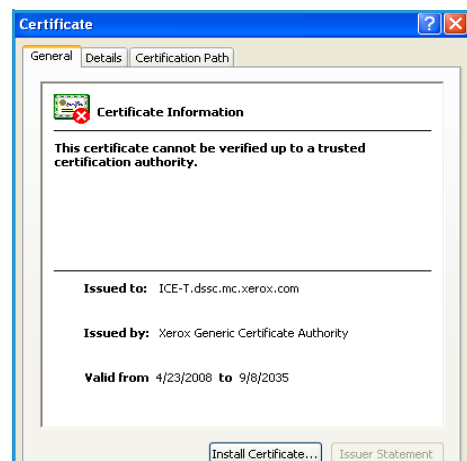 Certificate
General Details Certification Path
Certificate Information
This certificate cannot be verified up to a trusted
certification authority.
Issued to: ICE-T.dssc.mc.xerox.com
Issued by: Xerox Generic Certificate Authority
Valid from 4/23/2008 to 9/8/2035
Install Certificate... Issuer Statement